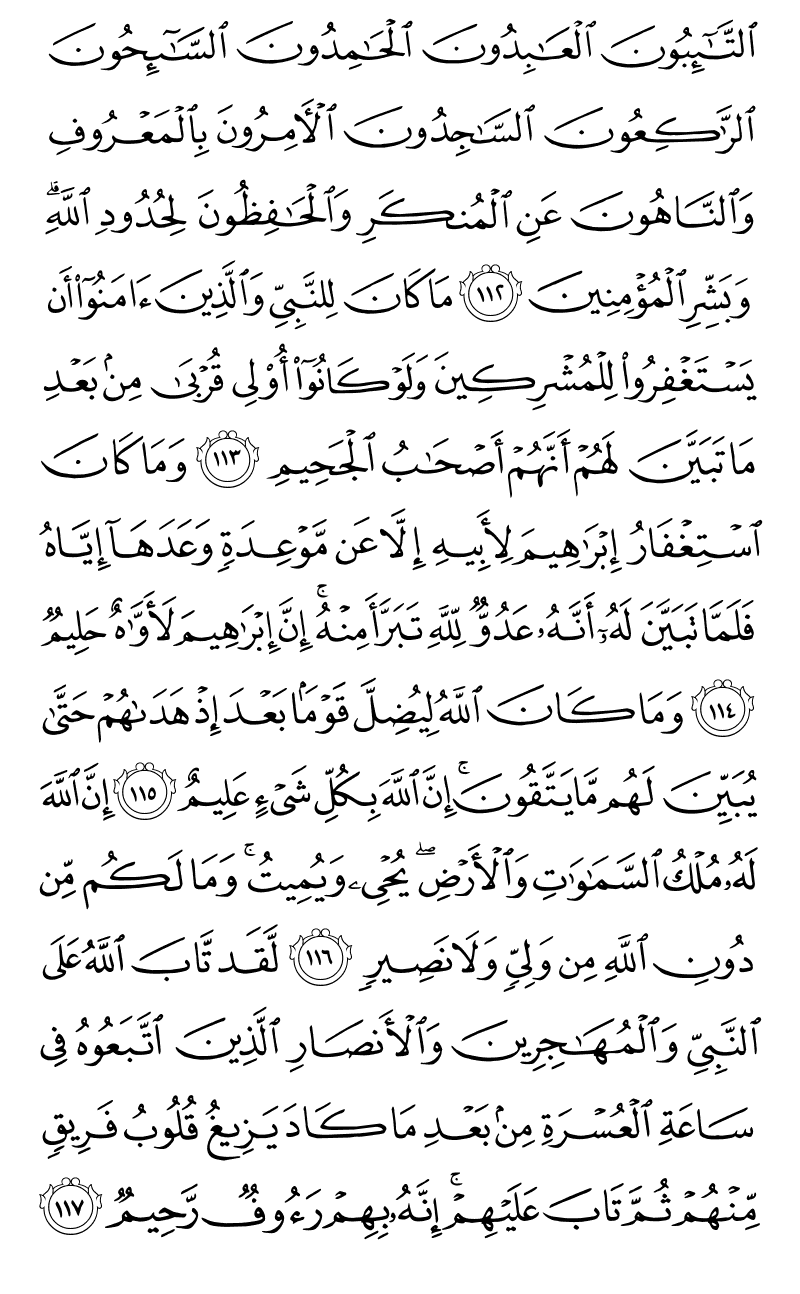 ٱلتَّـٰٓئِبُونَ ٱلْعَـٰبِدُونَ ٱلْحَـٰمِدُونَ ٱلسَّـٰٓئِحُونَ
ٱلرَّٰكِعُونَ ٱلسَّـٰجِدُونَ ٱلْـَٔامِرُونَ بِٱلْمَعْرُوفِ
وَٱلنَّاهُونَ عَنِ ٱلْمُنكَرِ وَٱلْحَـٰفِظُونَ لِحُدُودِ ٱللَّهِ ۗ
وَبَشِّرِ ٱلْمُؤْمِنِينَ ١١٢ مَا كَانَ لِلنَّبِىِّ وَٱلَّذِينَ ءَامَنُوٓا۟ أَن
يَسْتَغْفِرُوا۟ لِلْمُشْرِكِينَ وَلَوْ كَانُوٓا۟ أُو۟لِى قُرْبَىٰ مِنۢ بَعْدِ
مَا تَبَيَّنَ لَهُمْ أَنَّهُمْ أَصْحَـٰبُ ٱلْجَحِيمِ ١١٣ وَمَا كَانَ
ٱسْتِغْفَارُ إِبْرَٰهِيمَ لِأَبِيهِ إِلَّا عَن مَّوْعِدَةٍ وَعَدَهَآ إِيَّاهُ
فَلَمَّا تَبَيَّنَ لَهُۥٓ أَنَّهُۥ عَدُوٌّ لِّلَّهِ تَبَرَّأَ مِنْهُ ۚ إِنَّ إِبْرَٰهِيمَ لَأَوَّٰهٌ حَلِيمٌ
١١٤ وَمَا كَانَ ٱللَّهُ لِيُضِلَّ قَوْمًۢا بَعْدَ إِذْ هَدَىٰهُمْ حَتَّىٰ
يُبَيِّنَ لَهُم مَّا يَتَّقُونَ ۚ إِنَّ ٱللَّهَ بِكُلِّ شَىْءٍ عَلِيمٌ ١١٥ إِنَّ ٱللَّهَ
لَهُۥ مُلْكُ ٱلسَّمَـٰوَٰتِ وَٱلْأَرْضِ ۖ يُحْىِۦ وَيُمِيتُ ۚ وَمَا لَكُم مِّن
دُونِ ٱللَّهِ مِن وَلِىٍّ وَلَا نَصِيرٍ ١١٦ لَّقَد تَّابَ ٱللَّهُ عَلَى
ٱلنَّبِىِّ وَٱلْمُهَـٰجِرِينَ وَٱلْأَنصَارِ ٱلَّذِينَ ٱتَّبَعُوهُ فِى
سَاعَةِ ٱلْعُسْرَةِ مِنۢ بَعْدِ مَا كَادَ يَزِيغُ قُلُوبُ فَرِيقٍ
مِّنْهُمْ ثُمَّ تَابَ عَلَيْهِمْ ۚ إِنَّهُۥ بِهِمْ رَءُوفٌ رَّحِيمٌ ١١٧